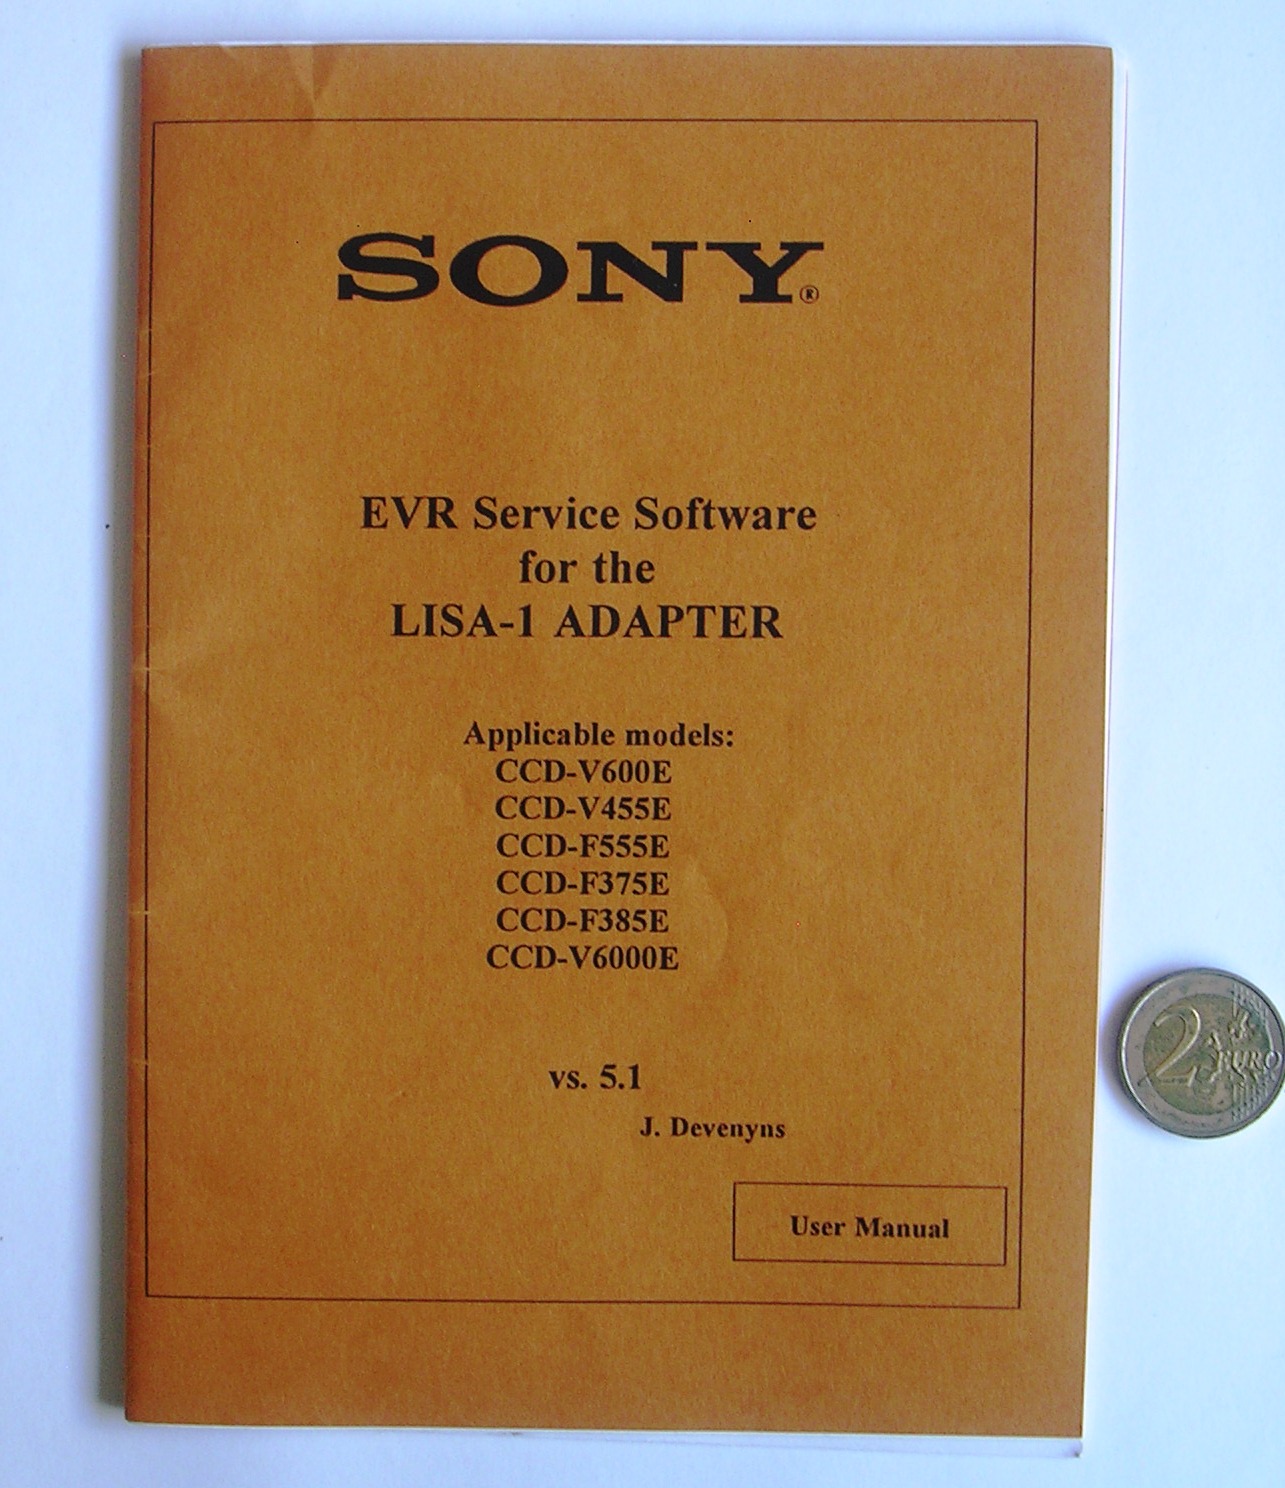 SONY®
EVR Service Software
for the
LISA-1 ADAPTER
Applicable models:
CCD-V600E
CCD-V455E
CCD-F555E
CCD-F375E
CCD-F385E
CCD-V6000E
vs. 5.1
J. Devenyns
User Manual
2 EURO